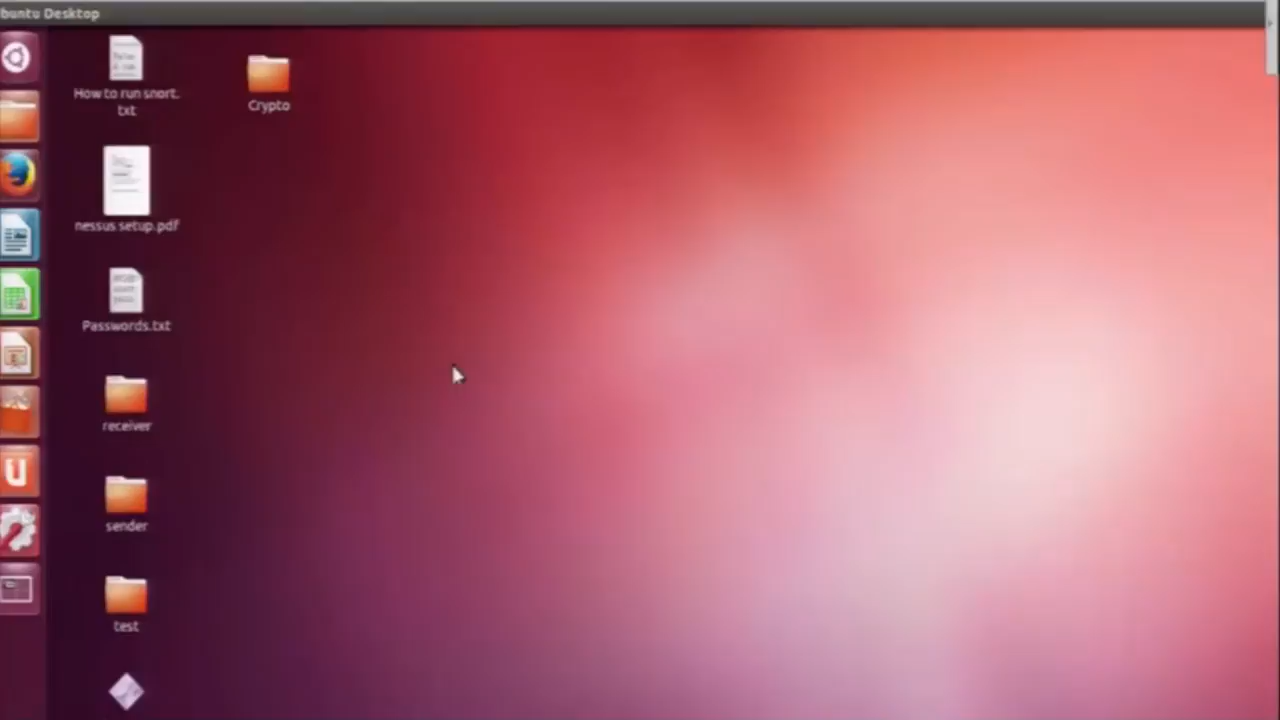 buntu Desktop
How to run snort.
txt
Crypto
nessus setup.pdf
Passwords.txt
receiver
sender
test